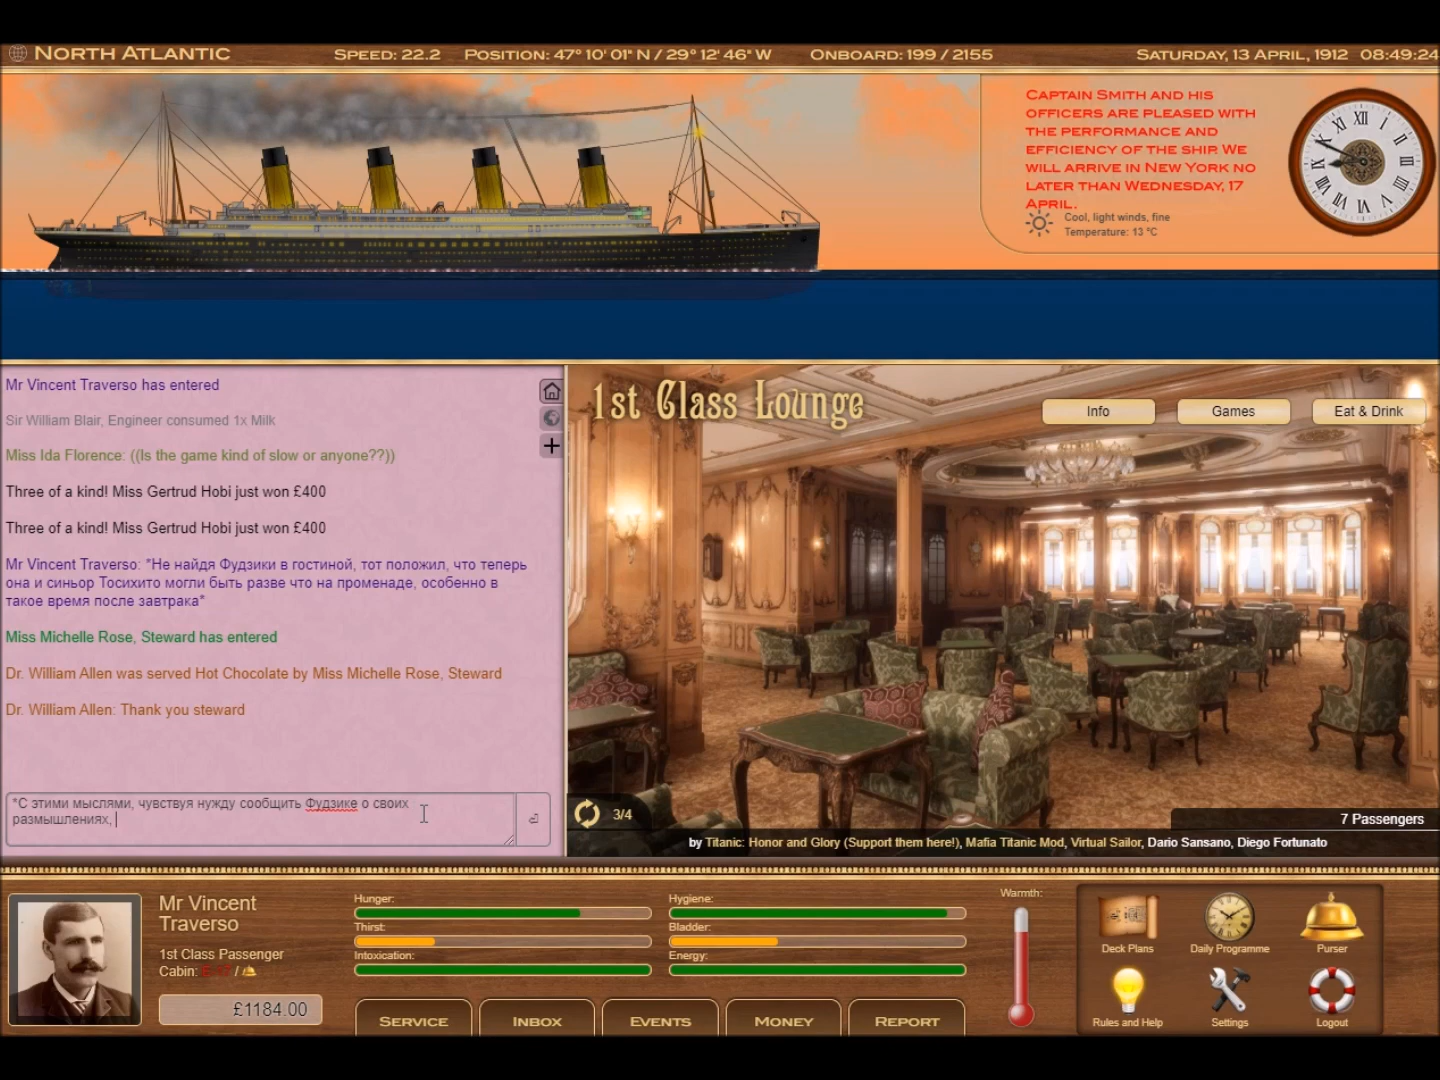 North Atlantic
Speed: 22.2
Position: 47° 10' 01" N / 29° 12' 46" W
Onboard: 199 / 2155
Saturday, 13 April, 1912 08:49:24
Captain Smith and his
officers are pleased with
the performance and
efficiency of the ship. We
will arrive in New York no
later than Wednesday, 17
April.
Cool, light winds, fine
Temperature: 13 °C
XII
I
II
III
IIII
V
VI
VII
VIII
IX
X
XI
Mr Vincent Traverso has entered
Sir William Blair, Engineer consumed 1x Milk
Miss Ida Florence: ((Is the game kind of slow or anyone??))
Three of a kind! Miss Gertrud Hobi just won £400
Three of a kind! Miss Gertrud Hobi just won £400
Mr Vincent Traverso: *Не найдя Фудзики в гостиной, тот положил, что теперь
она и синьор Тосихито могли быть разве что на променаде, особенно в
такое время после завтрака*
Miss Michelle Rose, Steward has entered
Dr. William Allen was served Hot Chocolate by Miss Michelle Rose, Steward
Dr. William Allen: Thank you steward
*С этими мыслями, чувствуя нужду сообщить Фудзике о своих
размышлениях,
1st Class Lounge
Info
Games
Eat & Drink
3/4
7 Passengers
by Titanic: Honor and Glory (Support them here!), Mafia Titanic Mod, Virtual Sailor, Dario Sansano, Diego Fortunato
Mr Vincent
Traverso
1st Class Passenger
Cabin: /
£1184.00
Hunger:
Hygiene:
Thirst:
Bladder:
Intoxication:
Energy:
Service
Inbox
Events
Money
Report
Warmth:
Deck Plans
Daily Programme
Purser
Rules and Help
Settings
Logout